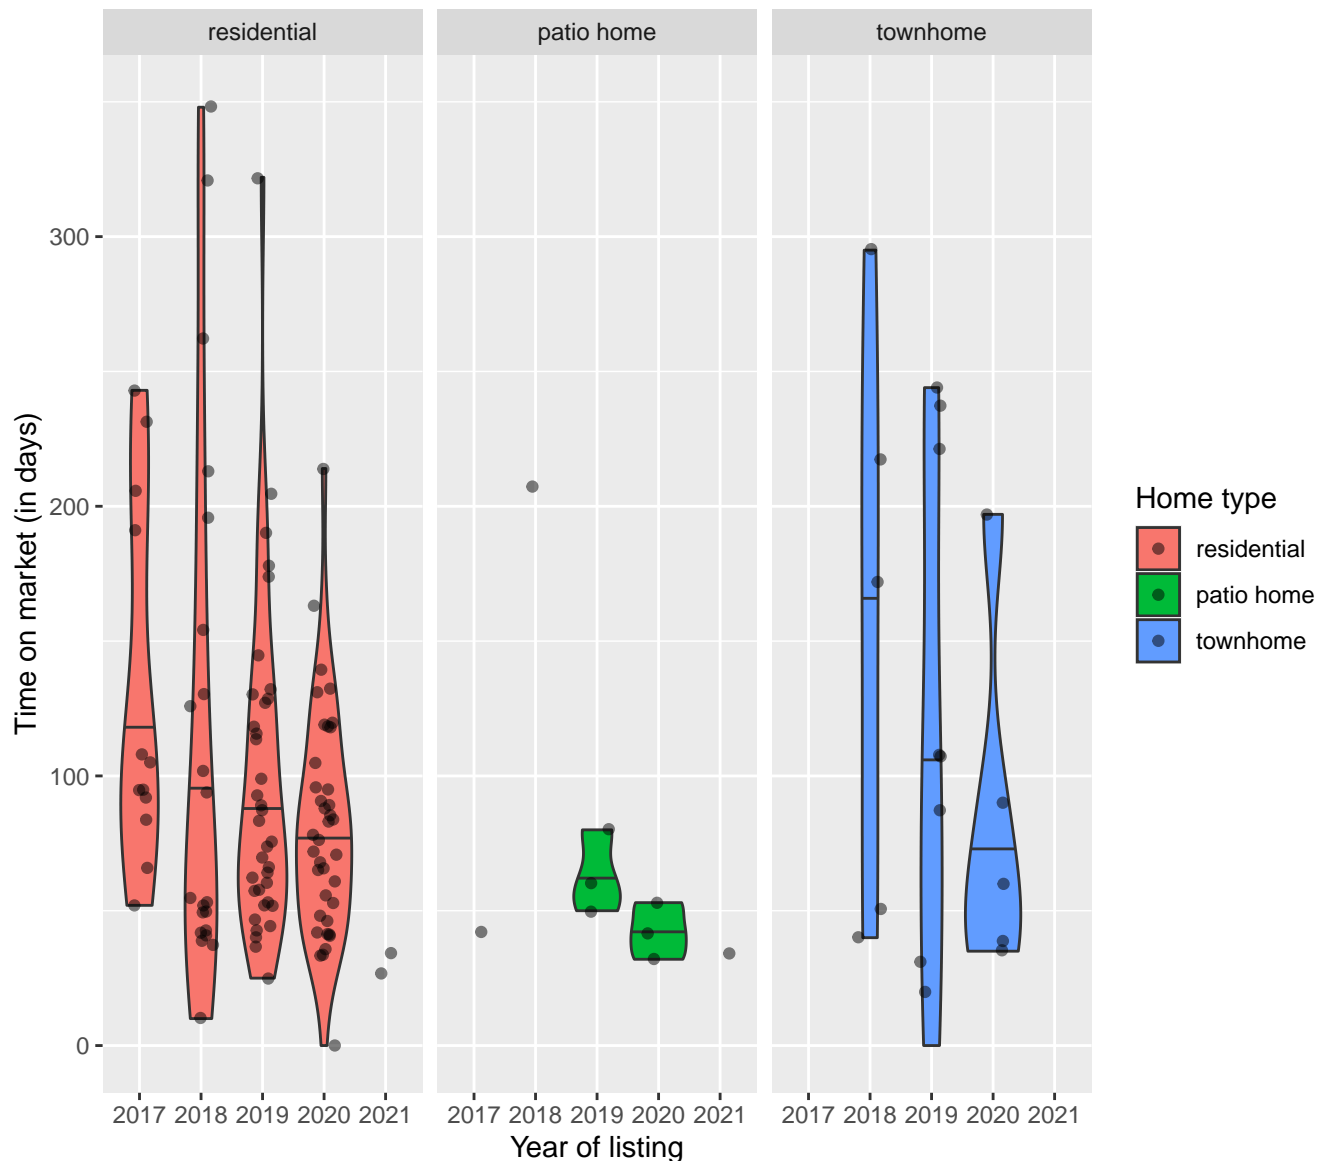 residential
patio home
townhome
Time on market (in days)
300
200
100
0
2017 2018 2019 2020 2021
2017 2018 2019 2020 2021
2017 2018 2019 2020 2021
Year of listing
Home type
residential
patio home
townhome